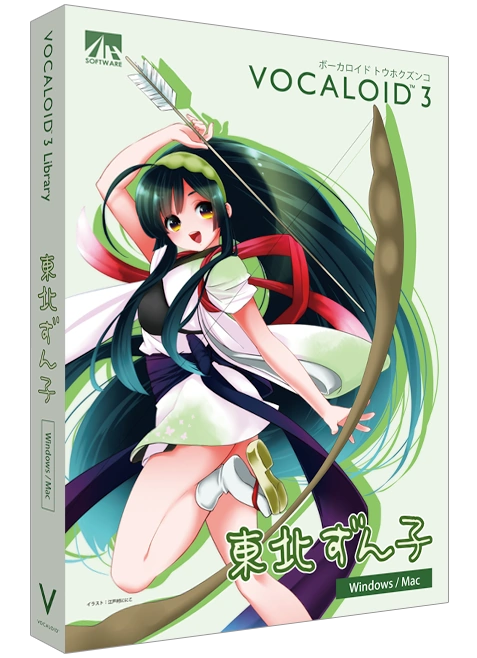 AH
SOFTWARE
ボーカロイド トウホクズンコ
VOCALOID™ 3
東北ずん子
Windows / Mac
VOCALOID 3 Library
東北ずん子
Windows / Mac
V
VOCALOID